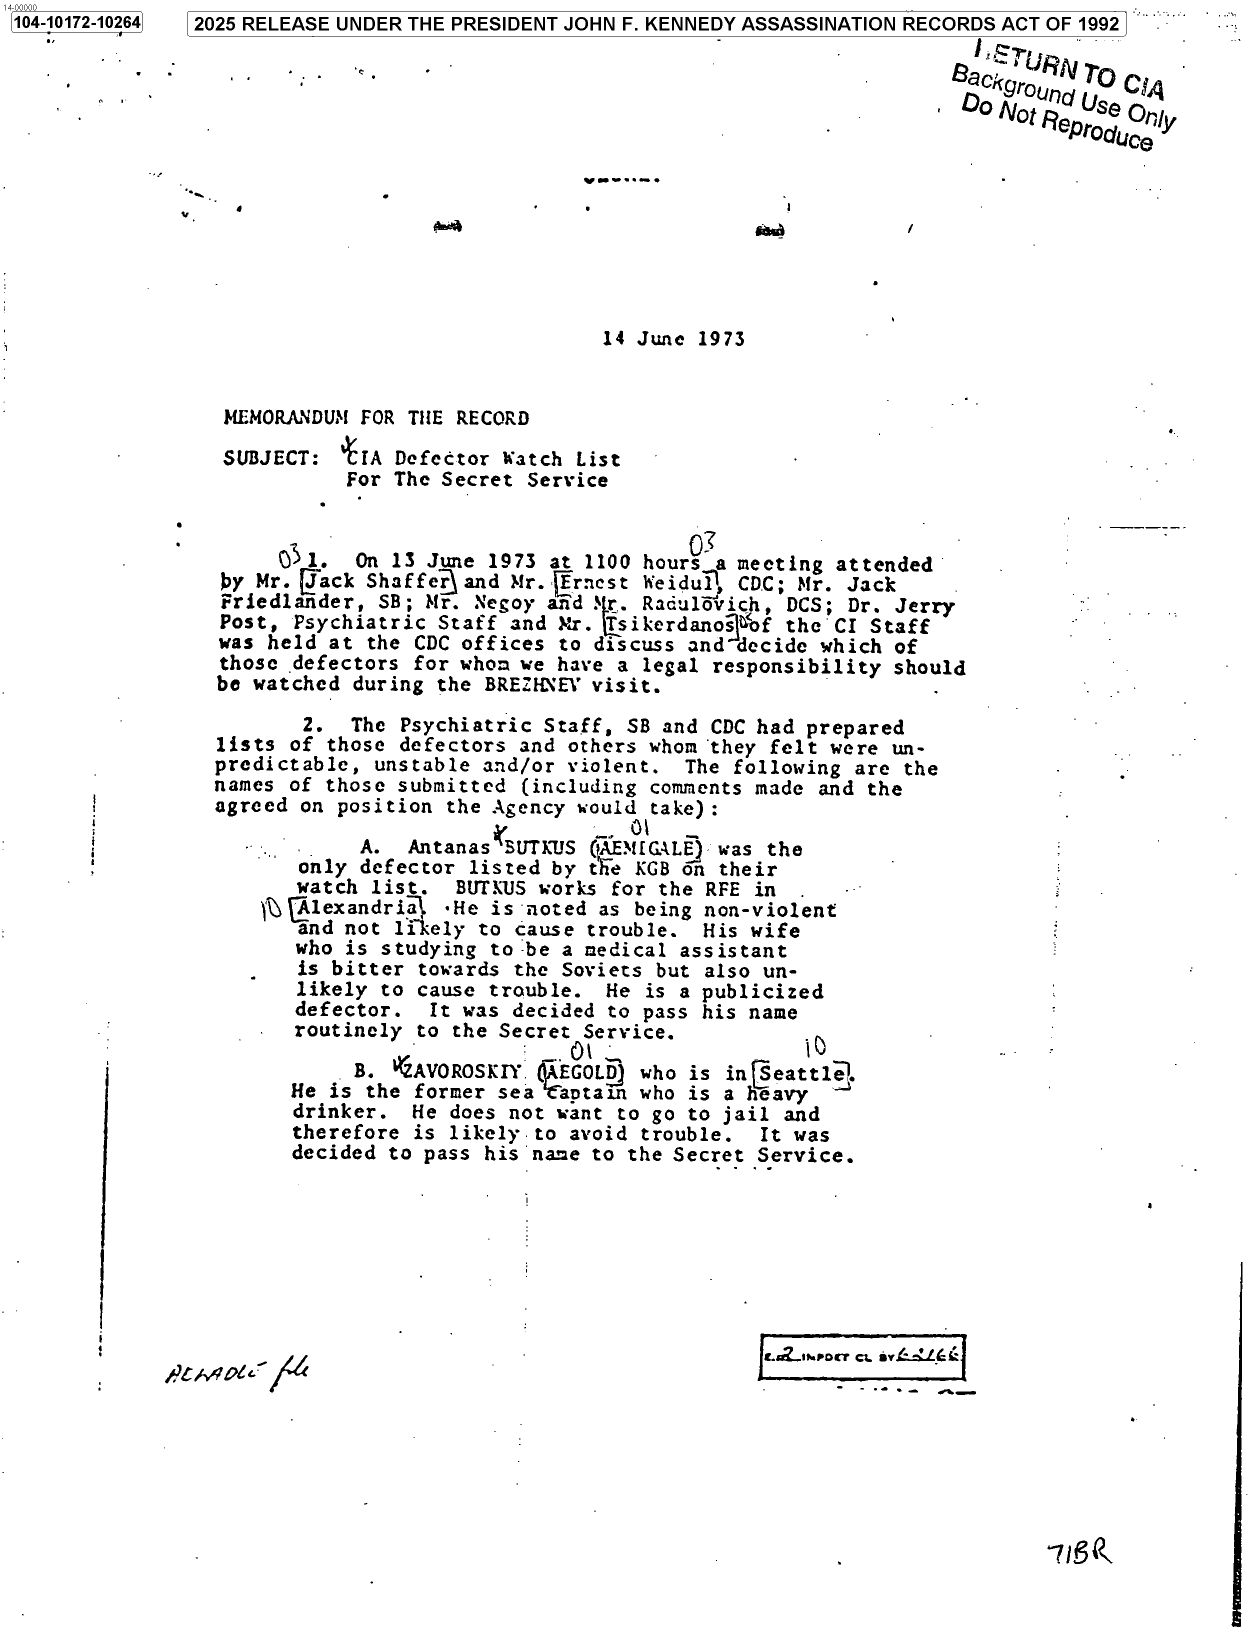 14-00000
104-10172-10264
2025 RELEASE UNDER THE PRESIDENT JOHN F. KENNEDY ASSASSINATION RECORDS ACT OF 1992
RETURN TO CIA
Background Use Only
Do Not Reproduce
14 June 1973
MEMORANDUM FOR THE RECORD
SUBJECT: CIA Defector Watch List
For The Secret Service
03
03 1. On 13 June 1973 at 1100 hours a meeting attended
by Mr. [Jack Shaffer] and Mr. [Ernest Weidul], CDC; Mr. Jack
Friedlander, SB; Mr. Negoy and Mr. Radulovich, DCS; Dr. Jerry
Post, Psychiatric Staff and Mr. [Tsikerdanos] of the CI Staff
was held at the CDC offices to discuss and decide which of
those defectors for whom we have a legal responsibility should
be watched during the BREZHNEV visit.
2. The Psychiatric Staff, SB and CDC had prepared
lists of those defectors and others whom they felt were un-
predictable, unstable and/or violent. The following are the
names of those submitted (including comments made and the
agreed on position the Agency would take):
01
A. Antanas BUTKUS (AEMIGALE) was the
only defector listed by the KGB on their
watch list. BUTKUS works for the RFE in
10 [Alexandria]. He is noted as being non-violent
and not likely to cause trouble. His wife
who is studying to be a medical assistant
is bitter towards the Soviets but also un-
likely to cause trouble. He is a publicized
defector. It was decided to pass his name
routinely to the Secret Service.
01 10
B. ZAVOROSKIY (AEGOLD) who is in [Seattle].
He is the former sea captain who is a heavy
drinker. He does not want to go to jail and
therefore is likely to avoid trouble. It was
decided to pass his name to the Secret Service.
E.2 IMPDET CL BY
file
71BR